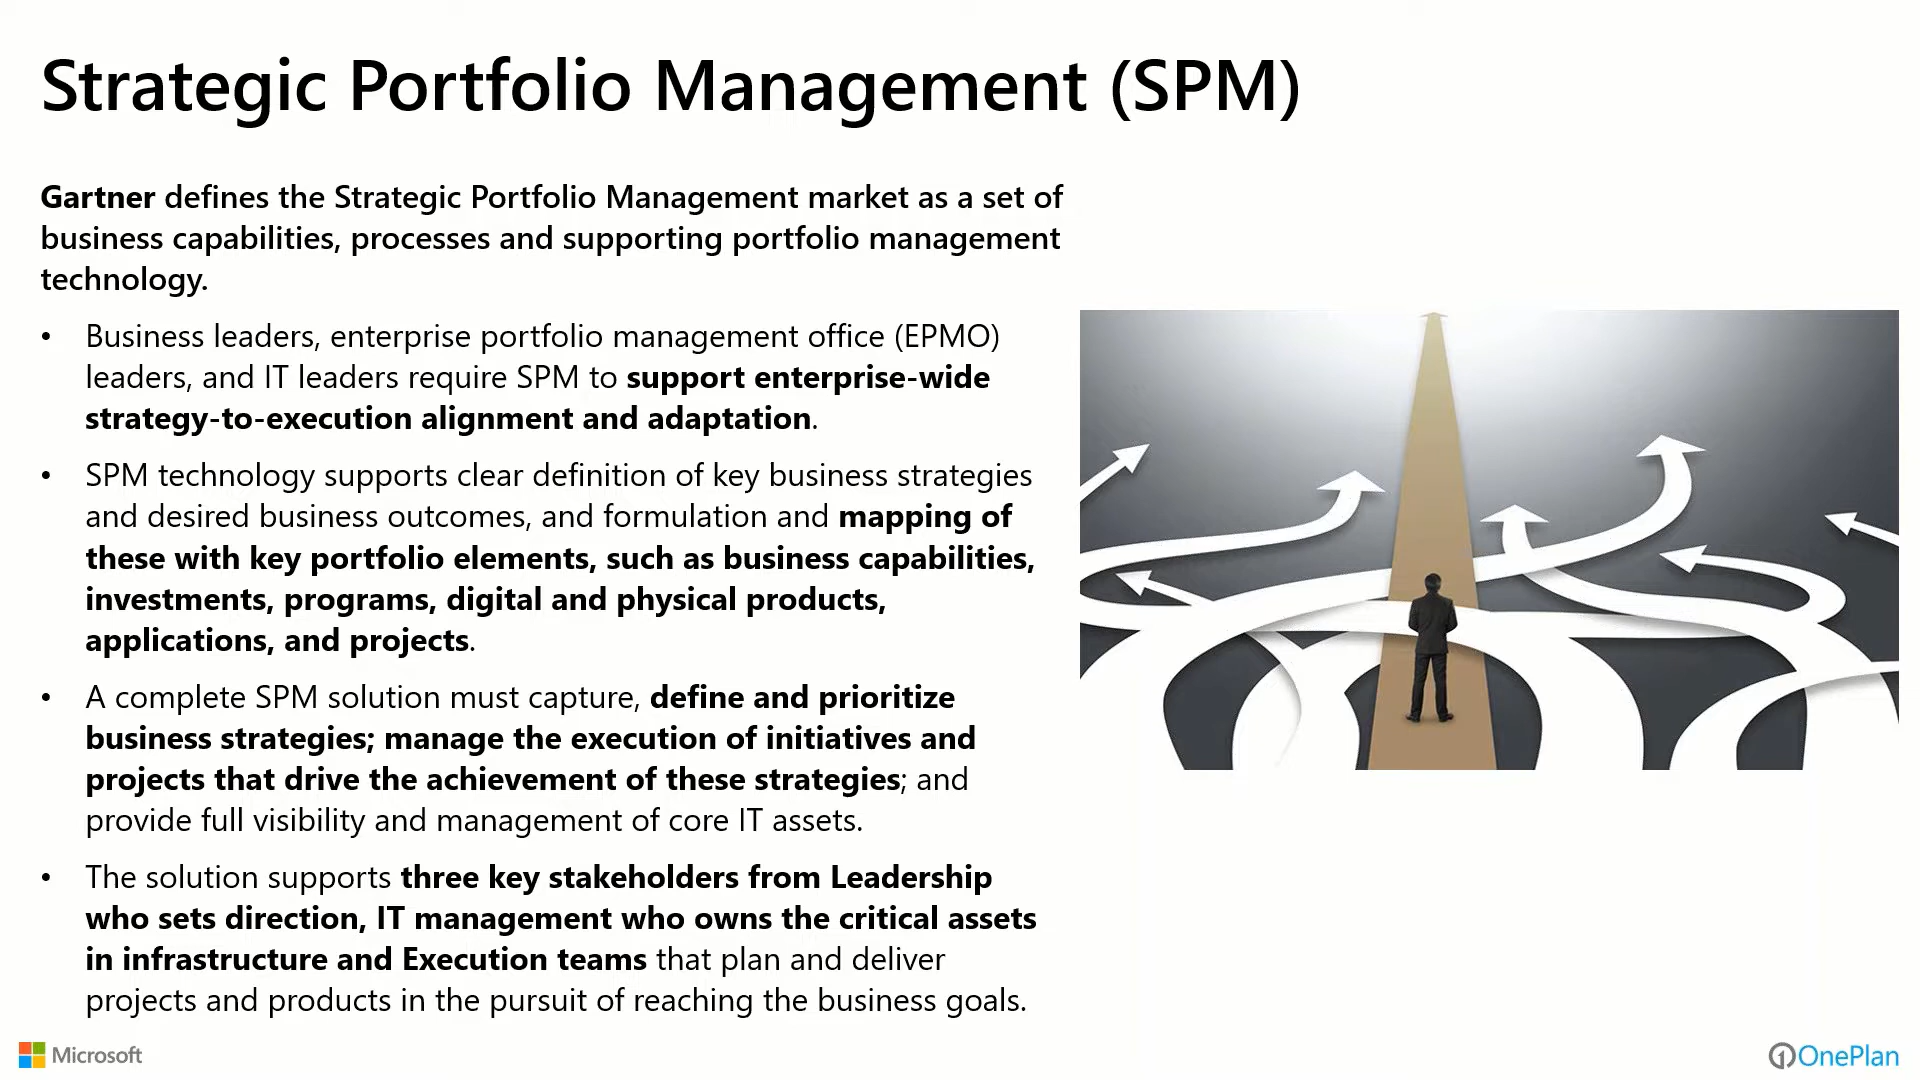 Strategic Portfolio Management (SPM)
Gartner defines the Strategic Portfolio Management market as a set of
business capabilities, processes and supporting portfolio management
technology.
• Business leaders, enterprise portfolio management office (EPMO)
leaders, and IT leaders require SPM to support enterprise-wide
strategy-to-execution alignment and adaptation.
• SPM technology supports clear definition of key business strategies
and desired business outcomes, and formulation and mapping of
these with key portfolio elements, such as business capabilities,
investments, programs, digital and physical products,
applications, and projects.
• A complete SPM solution must capture, define and prioritize
business strategies; manage the execution of initiatives and
projects that drive the achievement of these strategies; and
provide full visibility and management of core IT assets.
• The solution supports three key stakeholders from Leadership
who sets direction, IT management who owns the critical assets
in infrastructure and Execution teams that plan and deliver
projects and products in the pursuit of reaching the business goals.
Microsoft
OnePlan